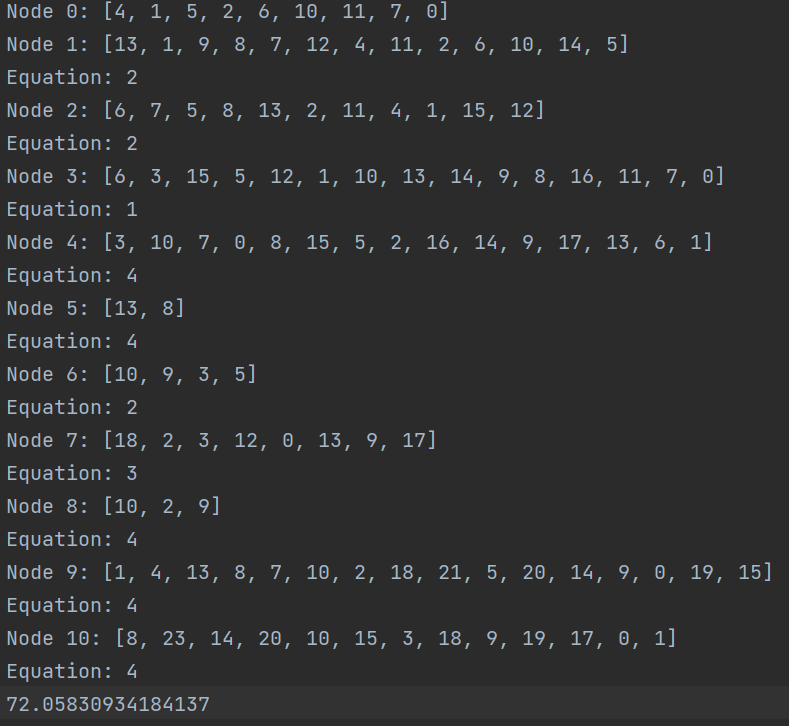 Node 0: [4, 1, 5, 2, 6, 10, 11, 7, 0]
Node 1: [13, 1, 9, 8, 7, 12, 4, 11, 2, 6, 10, 14, 5]
Equation: 2
Node 2: [6, 7, 5, 8, 13, 2, 11, 4, 1, 15, 12]
Equation: 2
Node 3: [6, 3, 15, 5, 12, 1, 10, 13, 14, 9, 8, 16, 11, 7, 0]
Equation: 1
Node 4: [3, 10, 7, 0, 8, 15, 5, 2, 16, 14, 9, 17, 13, 6, 1]
Equation: 4
Node 5: [13, 8]
Equation: 4
Node 6: [10, 9, 3, 5]
Equation: 2
Node 7: [18, 2, 3, 12, 0, 13, 9, 17]
Equation: 3
Node 8: [10, 2, 9]
Equation: 4
Node 9: [1, 4, 13, 8, 7, 10, 2, 18, 21, 5, 20, 14, 9, 0, 19, 15]
Equation: 4
Node 10: [8, 23, 14, 20, 10, 15, 3, 18, 9, 19, 17, 0, 1]
Equation: 4
72.05830934184137